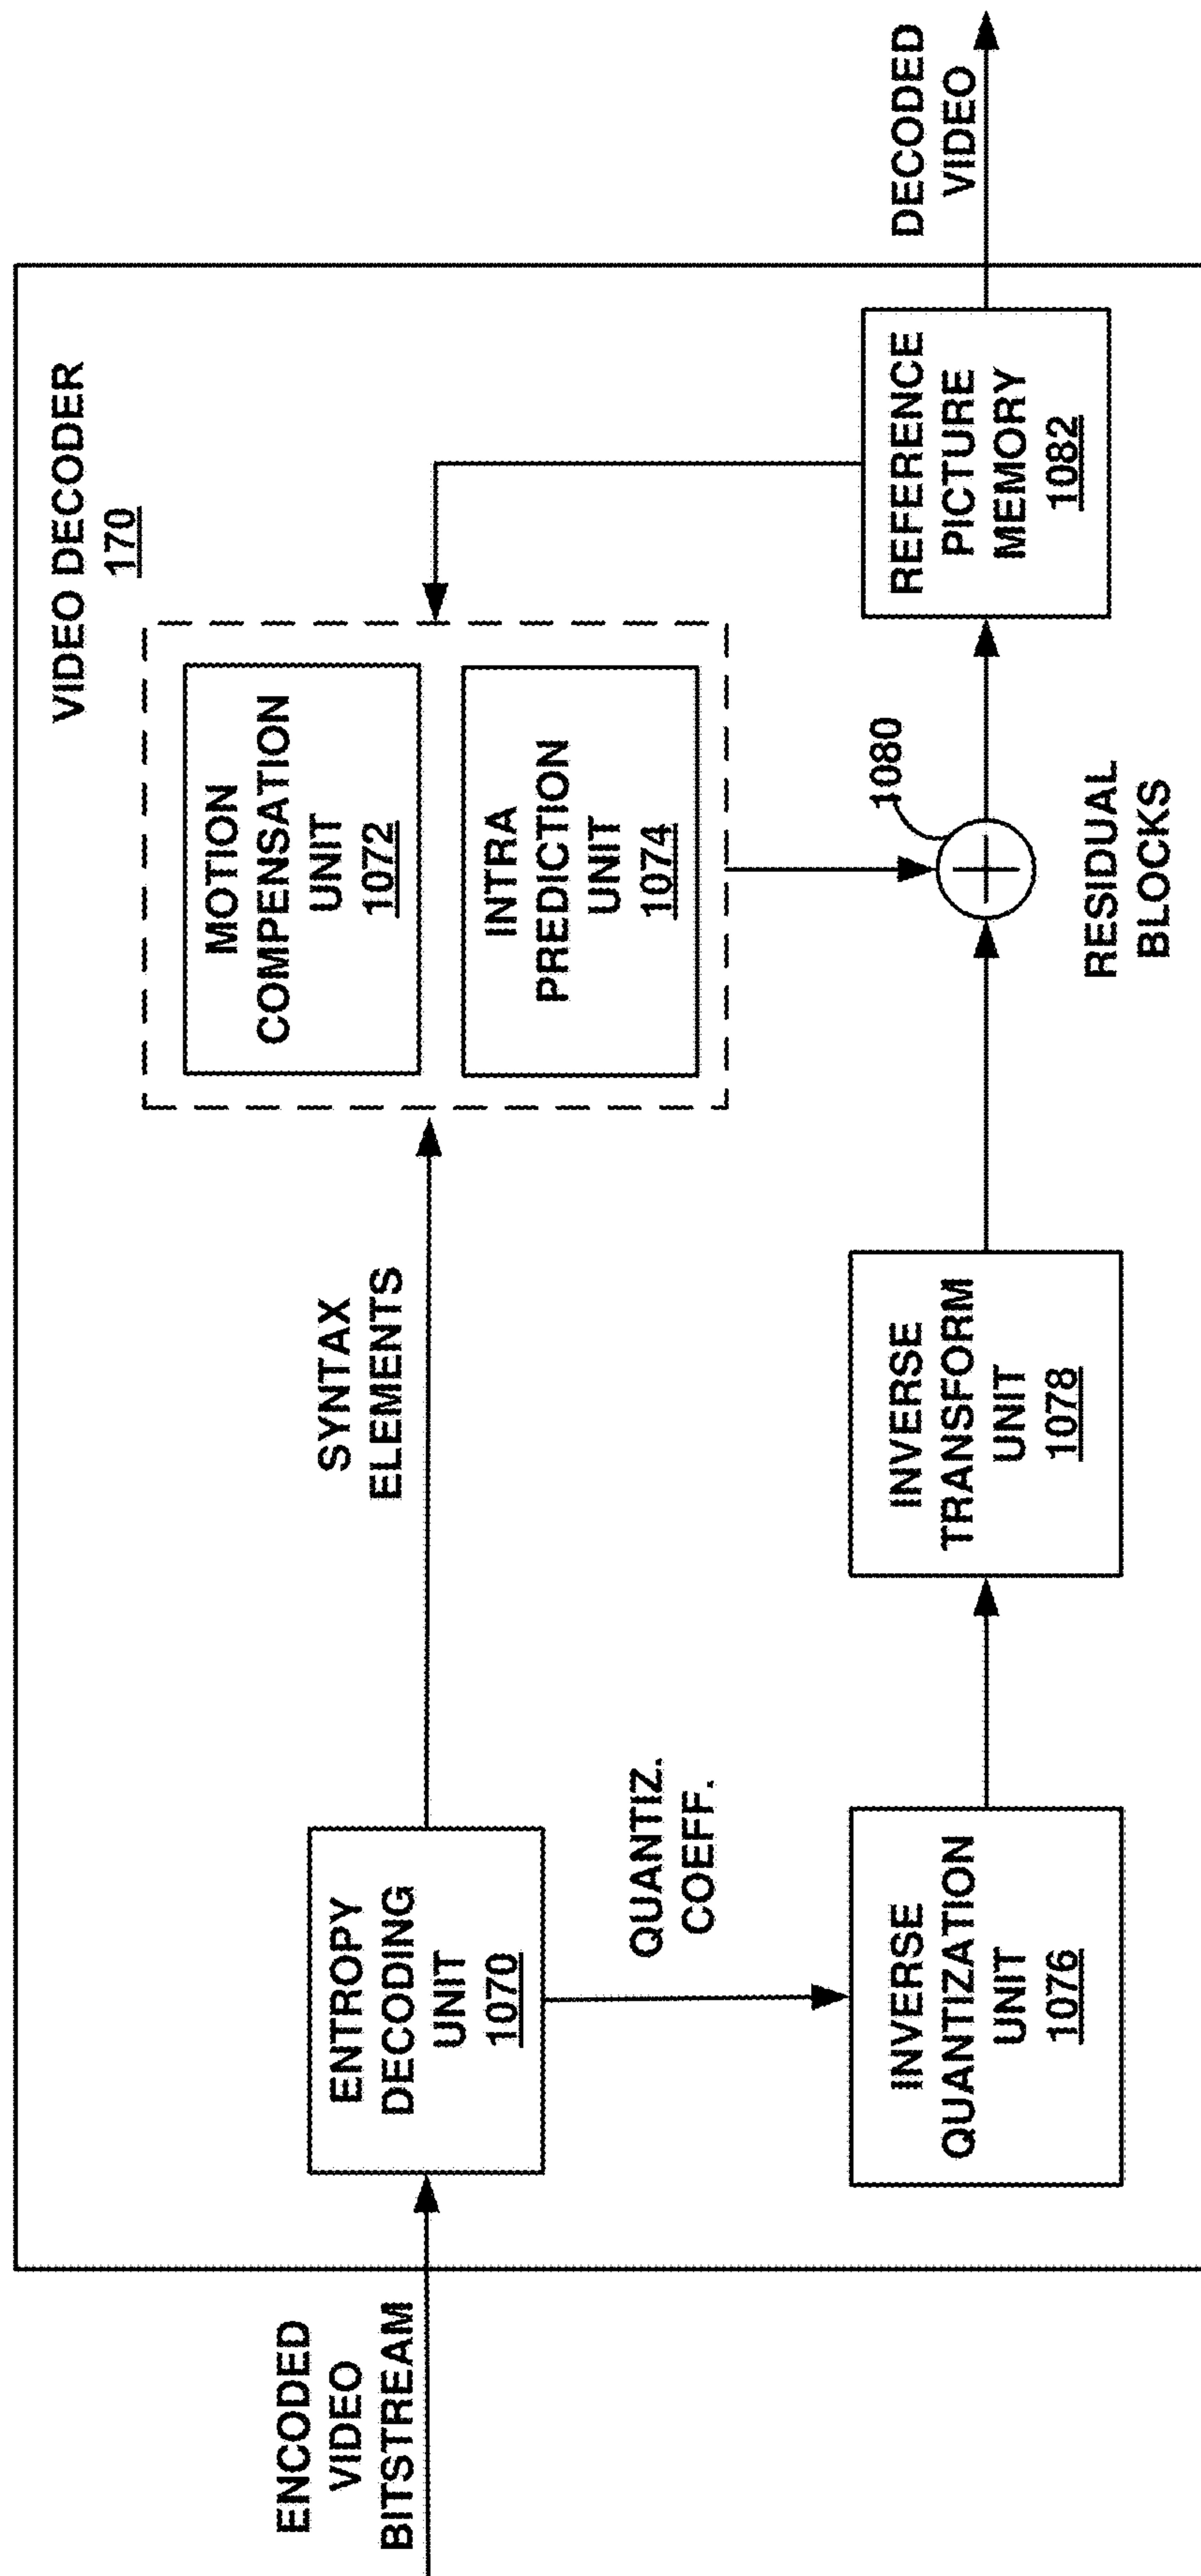 VIDEO DECODER
170
ENCODED
VIDEO
BITSTREAM
ENTROPY
DECODING
UNIT
1070
SYNTAX
ELEMENTS
MOTION
COMPENSATION
UNIT
1072
INTRA
PREDICTION
UNIT
1074
QUANTIZ.
COEFF.
INVERSE
QUANTIZATION
UNIT
1076
INVERSE
TRANSFORM
UNIT
1078
1080
RESIDUAL
BLOCKS
REFERENCE
PICTURE
MEMORY
1082
DECODED
VIDEO